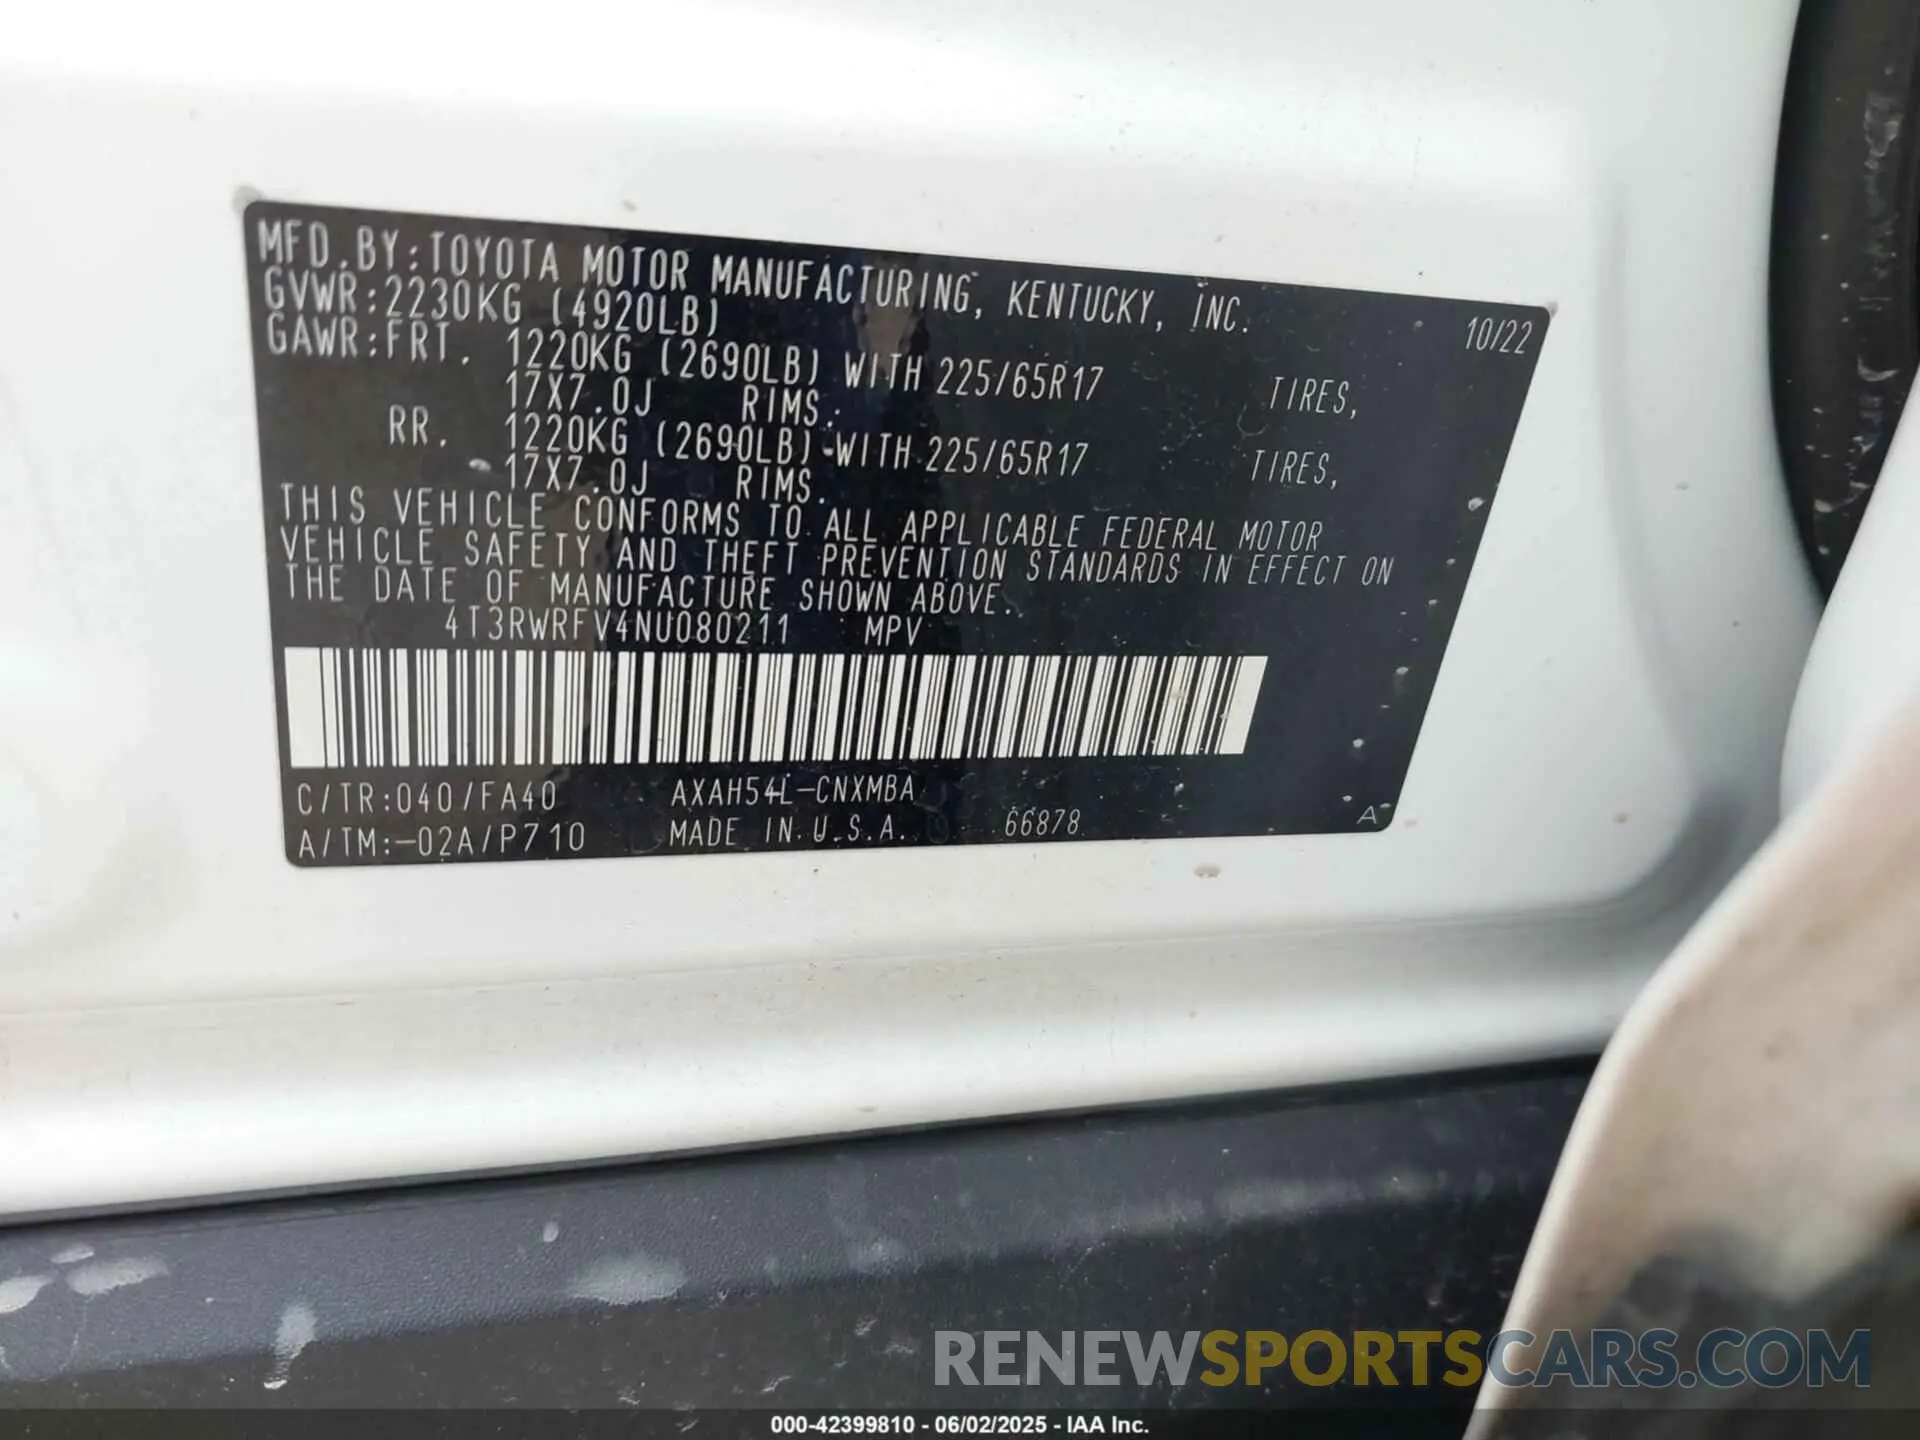 MFD.BY:TOYOTA MOTOR MANUFACTURING, KENTUCKY, INC. 10/22
GVWR:2230KG (4920LB)
GAWR:FRT. 1220KG (2690LB) WITH 225/65R17 TIRES,
17X7.0J RIMS.
RR. 1220KG (2690LB) WITH 225/65R17 TIRES,
17X7.0J RIMS.
THIS VEHICLE CONFORMS TO ALL APPLICABLE FEDERAL MOTOR
VEHICLE SAFETY AND THEFT PREVENTION STANDARDS IN EFFECT ON
THE DATE OF MANUFACTURE SHOWN ABOVE.
4T3RWRFV4NU080211 MPV
C/TR:040/FA40 AXAH54L-CNXMBA
A/TM:-02A/P710 MADE IN U.S.A. 66878 A
RENEWSPORTSCARS.COM
000-42399810 - 06/02/2025 - IAA Inc.